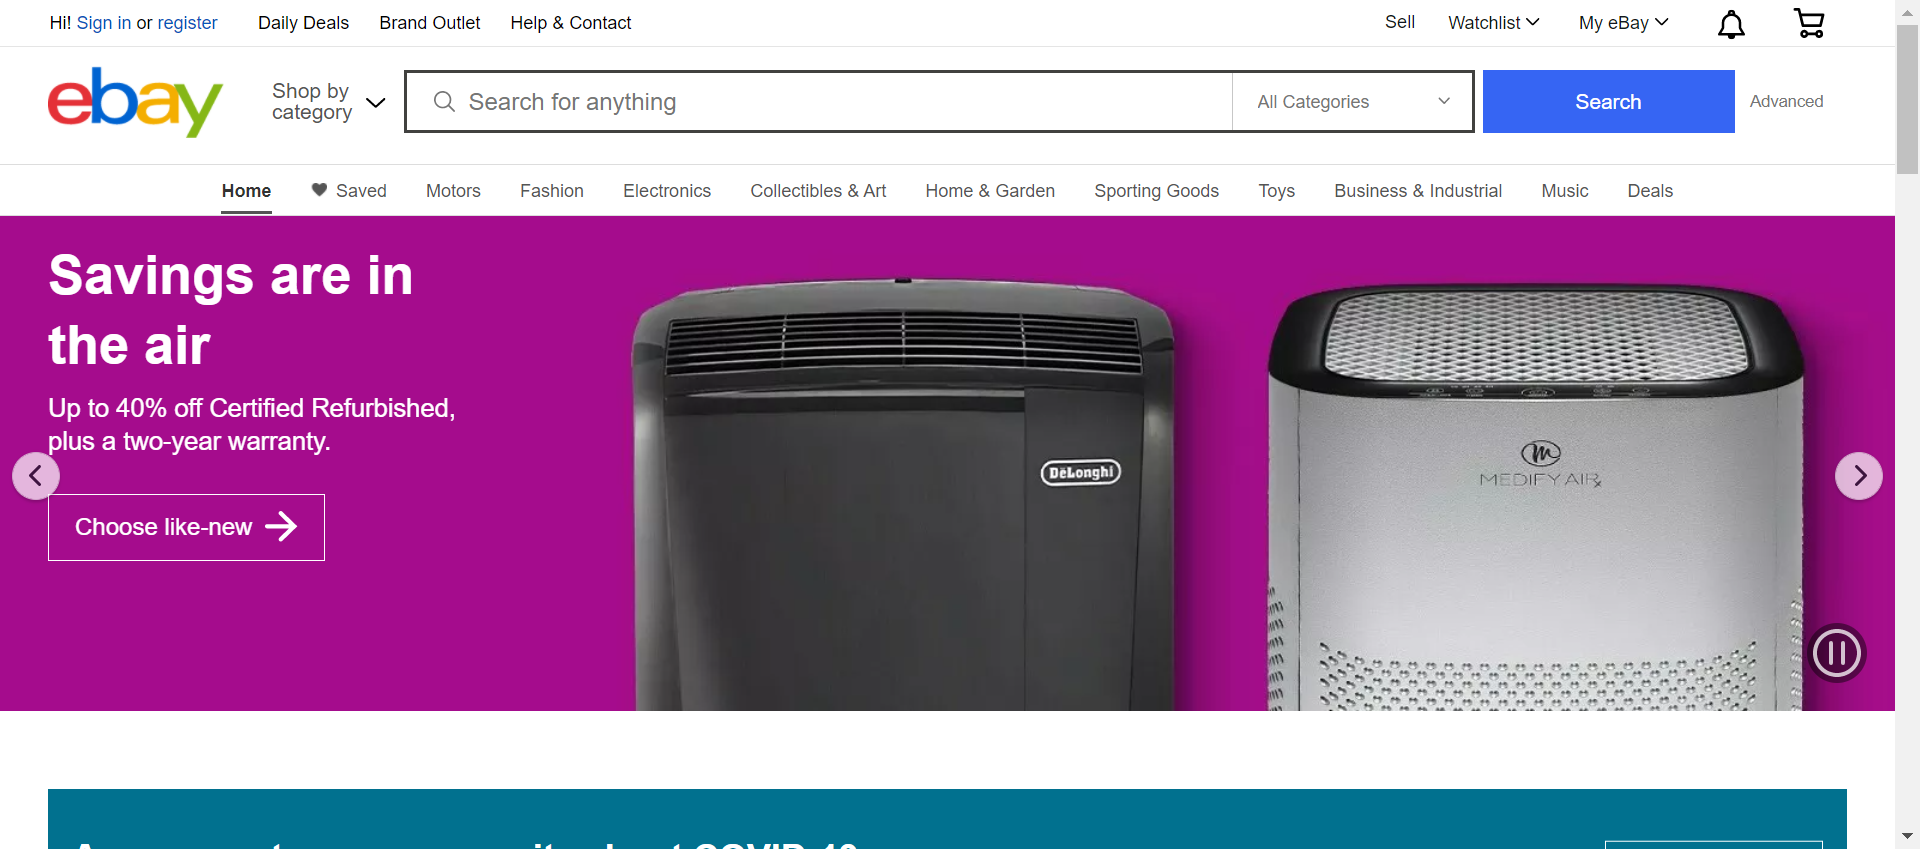 Hi! Sign in or register
Daily Deals
Brand Outlet
Help & Contact
Sell
Watchlist
My eBay
ebay
Shop by
category
Search for anything
All Categories
Search
Advanced
Home
Saved
Motors
Fashion
Electronics
Collectibles & Art
Home & Garden
Sporting Goods
Toys
Business & Industrial
Music
Deals
Savings are in
the air
Up to 40% off Certified Refurbished,
plus a two-year warranty.
Choose like-new
DeLonghi
MEDIFY AIR
COVID-19